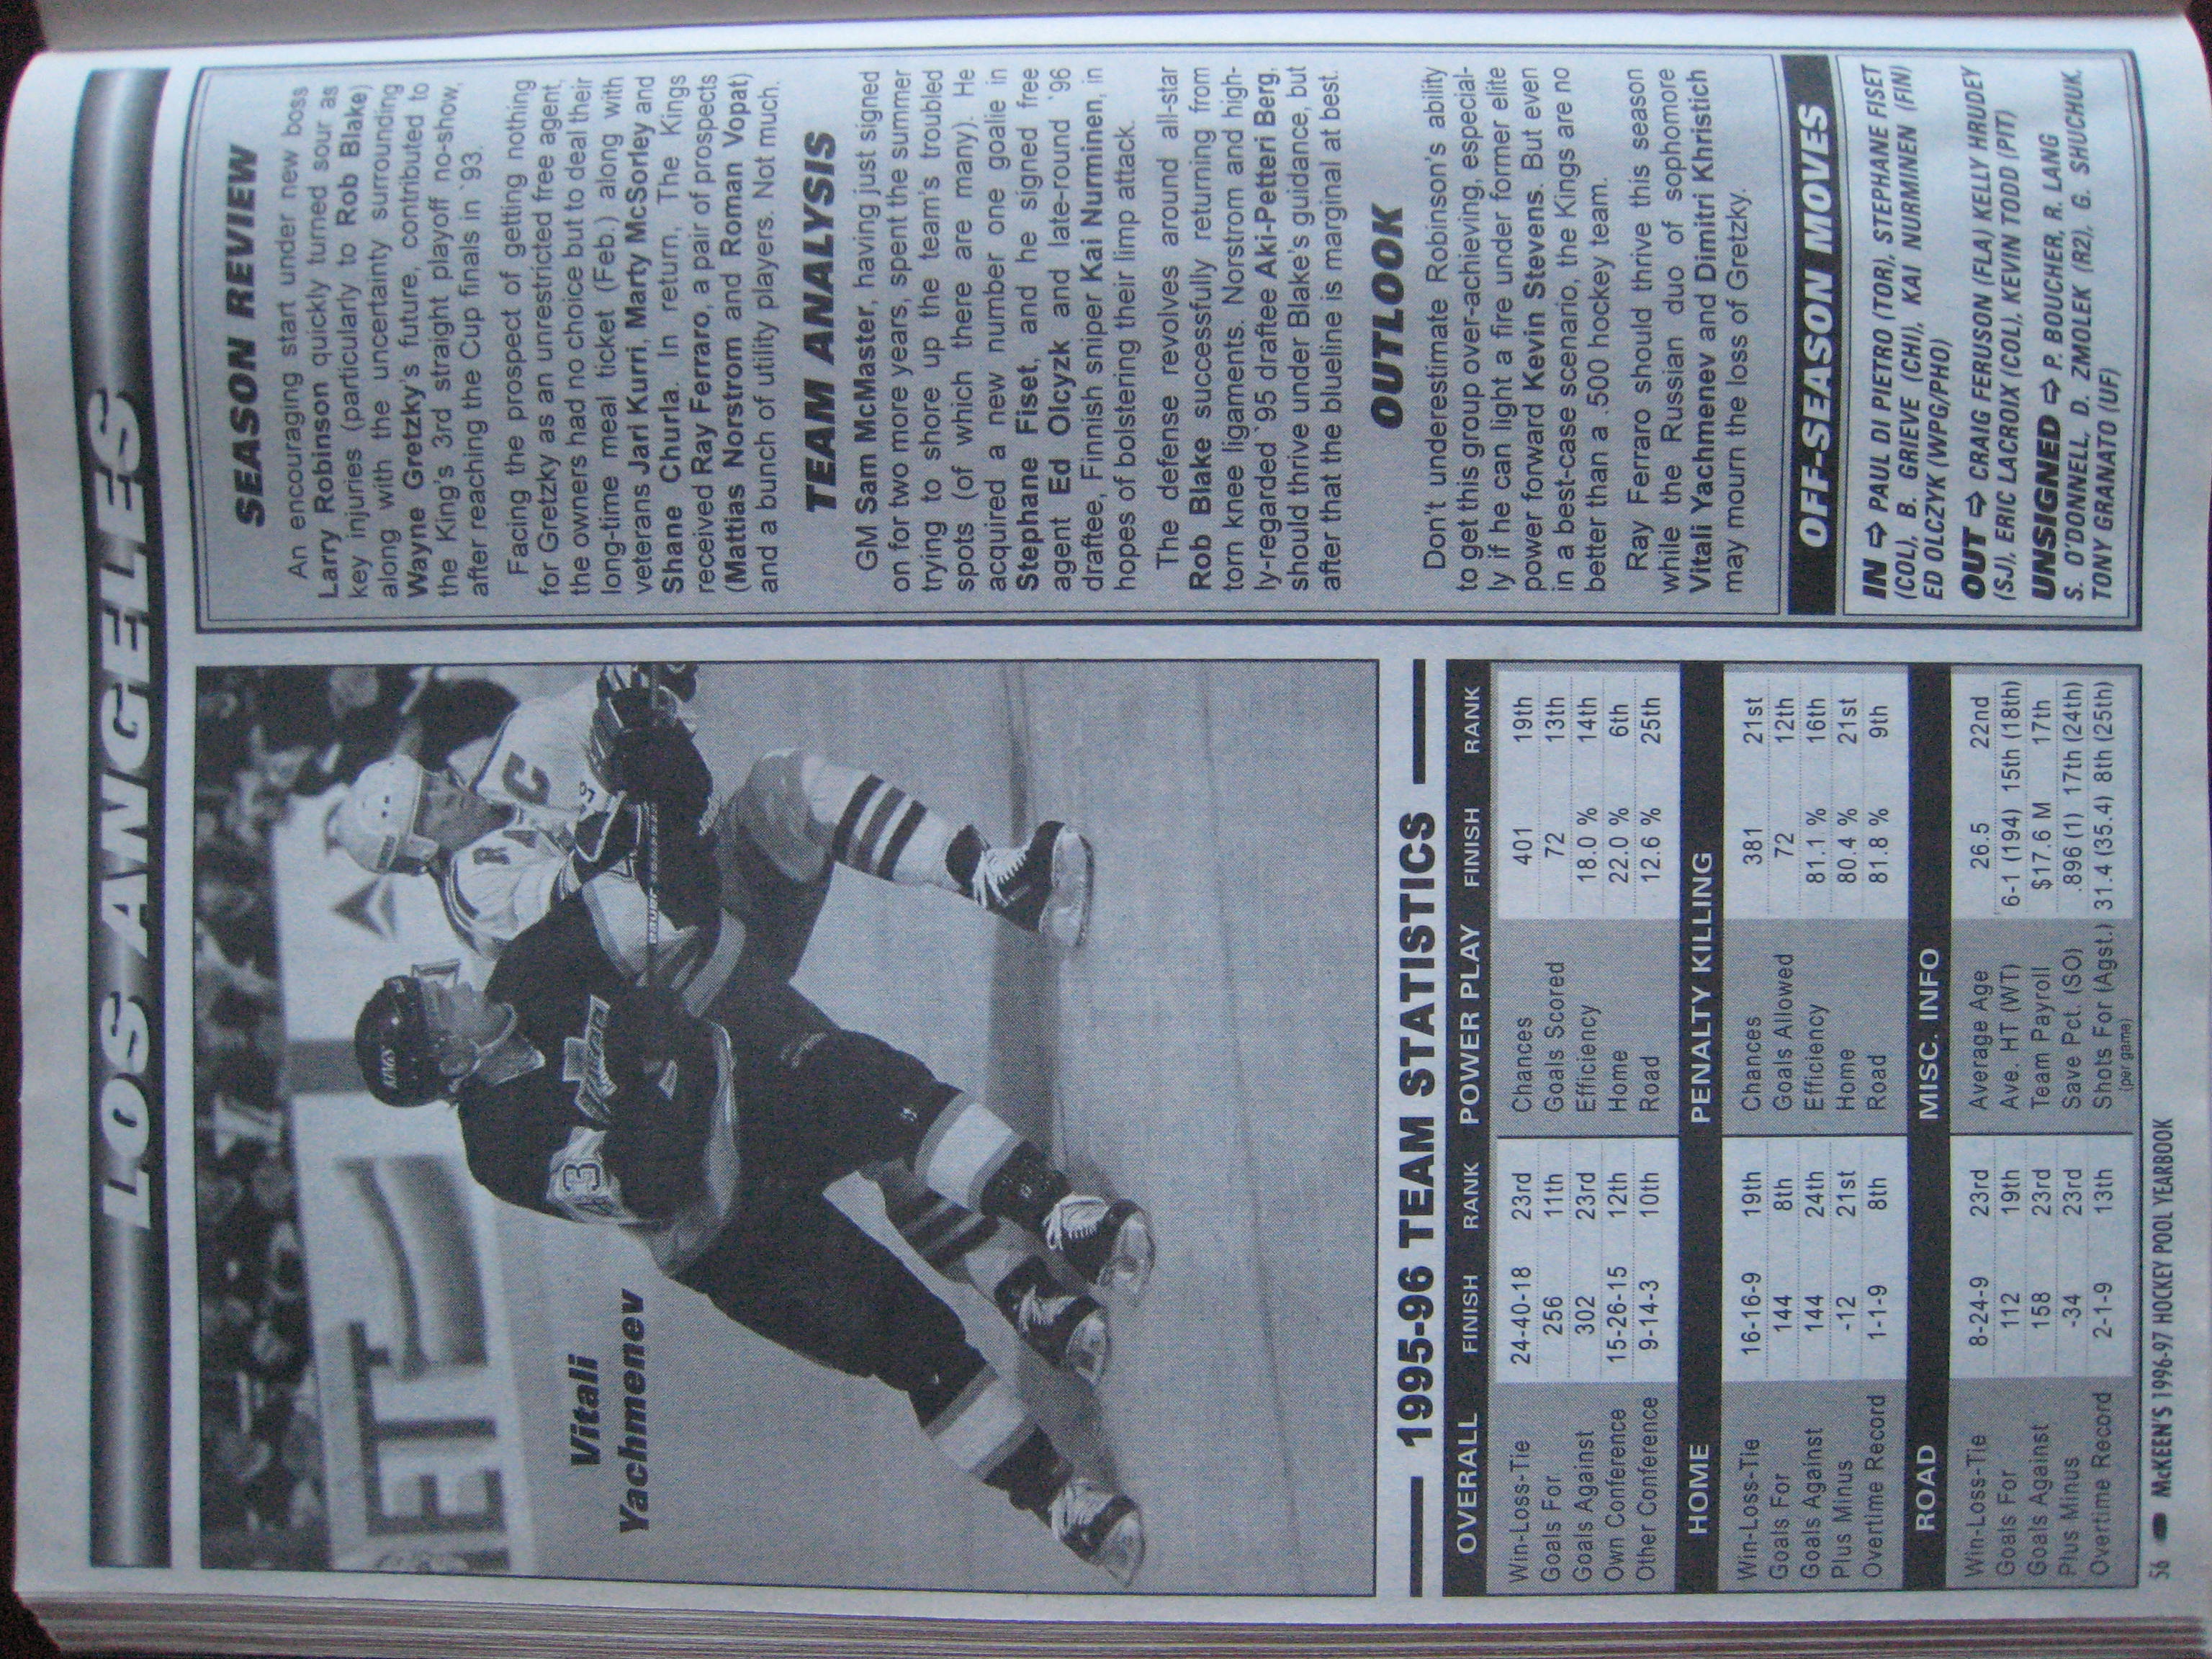 LOS ANGELES
ETT
KINGS
43
Kings
RA
C
BAUER
Vitali
Yachmenev
SEASON REVIEW
An encouraging start under new boss
Larry Robinson quickly turned sour as
key injuries (particularly to Rob Blake)
along with the uncertainty surrounding
Wayne Gretzky's future, contributed to
the King's 3rd straight playoff no-show,
after reaching the Cup finals in `93.
Facing the prospect of getting nothing
for Gretzky as an unrestricted free agent,
the owners had no choice but to deal their
long-time meal ticket (Feb.) along with
veterans Jari Kurri, Marty McSorley and
Shane Churla. In return, The Kings
received Ray Ferraro, a pair of prospects
(Mattias Norstrom and Roman Vopat)
and a bunch of utility players. Not much.
TEAM ANALYSIS
GM Sam McMaster, having just signed
on for two more years, spent the summer
trying to shore up the team's troubled
spots (of which there are many). He
acquired a new number one goalie in
Stephane Fiset, and he signed free
agent Ed Olcyzk and late-round `96
draftee, Finnish sniper Kai Nurminen, in
hopes of bolstering their limp attack.
The defense revolves around all-star
Rob Blake successfully returning from
torn knee ligaments. Norstrom and high-
ly-regarded `95 draftee Aki-Petteri Berg,
should thrive under Blake's guidance, but
after that the blueline is marginal at best.
OUTLOOK
Don't underestimate Robinson's ability
to get this group over-achieving, especial-
ly if he can light a fire under former elite
power forward Kevin Stevens. But even
in a best-case scenario, the Kings are no
better than a .500 hockey team.
Ray Ferraro should thrive this season
while the Russian duo of sophomore
Vitali Yachmenev and Dimitri Khristich
may mourn the loss of Gretzky.
OFF-SEASON MOVES
IN ⇨ PAUL DI PIETRO (TOR), STEPHANE FISET
(COL), B. GRIEVE (CHI), KAI NURMINEN (FIN)
ED OLCZYK (WPG/PHO)
OUT ⇨ CRAIG FERUSON (FLA) KELLY HRUDEY
(SJ), ERIC LACROIX (COL), KEVIN TODD (PIT)
UNSIGNED ⇨ P. BOUCHER, R. LANG
S. O'DONNELL, D. ZMOLEK (R2), G. SHUCHUK,
TONY GRANATO (UF)
1995-96 TEAM STATISTICS
OVERALL FINISH RANK
Win-Loss-Tie 24-40-18 23rd
Goals For 256 11th
Goals Against 302 23rd
Own Conference 15-26-15 12th
Other Conference 9-14-3 10th
HOME
Win-Loss-Tie 16-16-9 19th
Goals For 144 8th
Goals Against 144 24th
Plus Minus -12 21st
Overtime Record 1-1-9 8th
ROAD
Win-Loss-Tie 8-24-9 23rd
Goals For 112 19th
Goals Against 158 23rd
Plus Minus -34 23rd
Overtime Record 2-1-9 13th
POWER PLAY FINISH RANK
Chances 401 19th
Goals Scored 72 13th
Efficiency 18.0 % 14th
Home 22.0 % 6th
Road 12.6 % 25th
PENALTY KILLING
Chances 381 21st
Goals Allowed 72 12th
Efficiency 81.1 % 16th
Home 80.4 % 21st
Road 81.8 % 9th
MISC. INFO
Average Age 26.5 22nd
Ave. HT (WT) 6-1 (194) 15th (18th)
Team Payroll $17.6 M 17th
Save Pct. (SO) .896 (1) 17th (24th)
Shots For (Agst.) 31.4 (35.4) 8th (25th)
(per game)
56 McKEEN'S 1996-97 HOCKEY POOL YEARBOOK